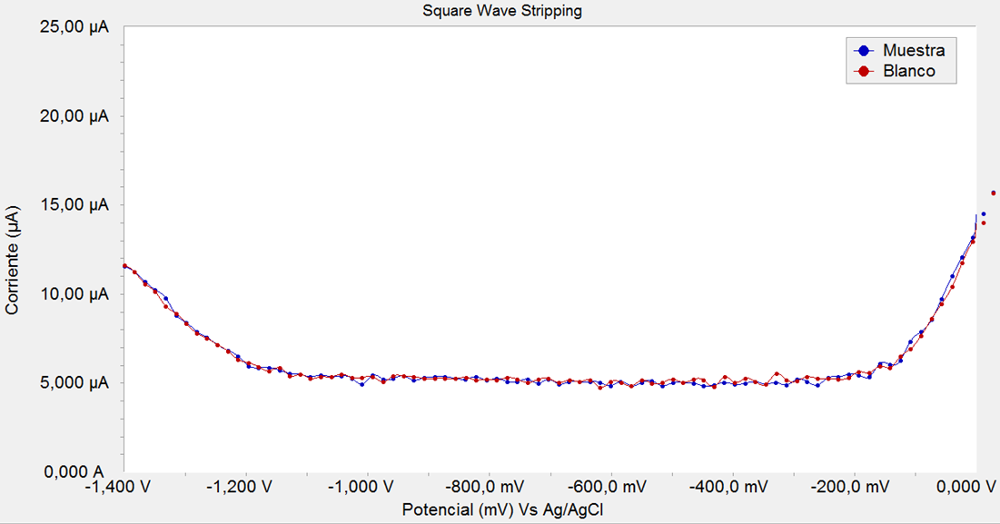 Square Wave Stripping
25,00 µA
20,00 µA
15,00 µA
10,00 µA
5,000 µA
0,000 A
Corriente (µA)
Muestra
Blanco
-1,400 V
-1,200 V
-1,000 V
-800,0 mV
-600,0 mV
-400,0 mV
-200,0 mV
0,000 V
Potencial (mV) Vs Ag/AgCl